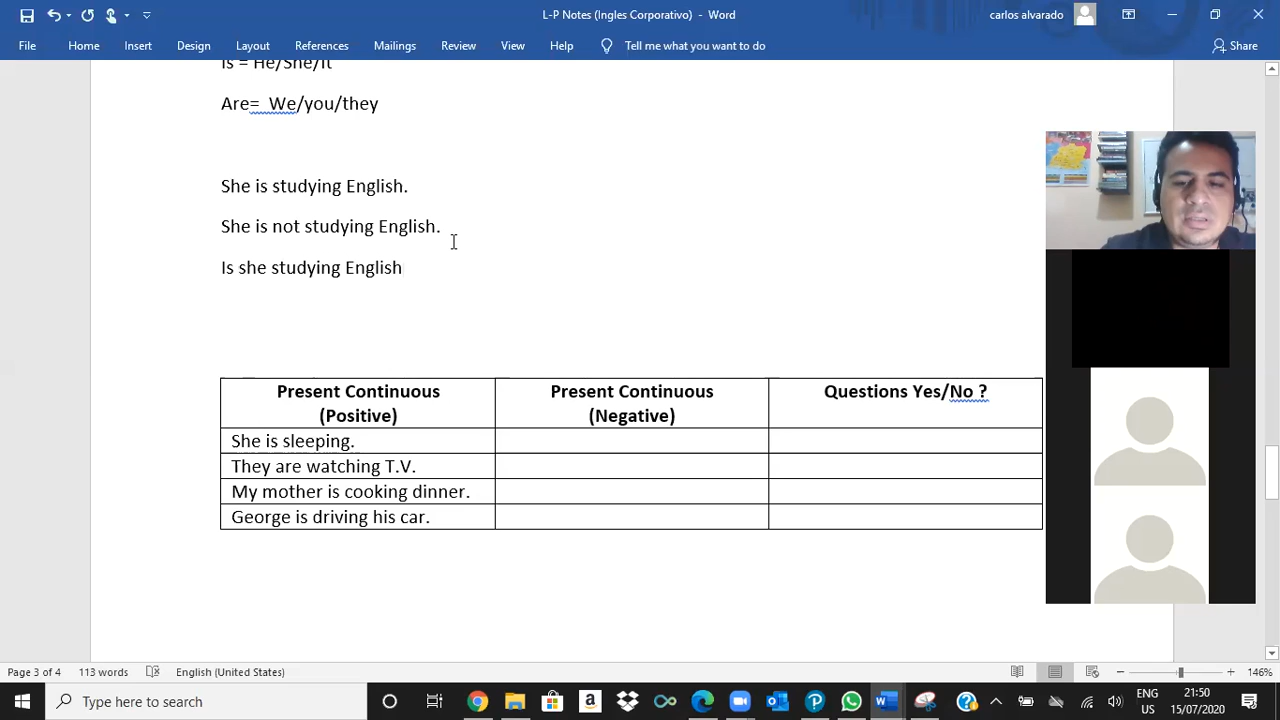 L-P Notes (Ingles Corporativo) - Word
carlos alvarado
File Home Insert Design Layout References Mailings Review View Help Tell me what you want to do Share
Is = He/She/It
Are= We/you/they
She is studying English.
She is not studying English.
Is she studying English
Present Continuous (Positive)
Present Continuous (Negative)
Questions Yes/No ?
She is sleeping.
They are watching T.V.
My mother is cooking dinner.
George is driving his car.
Page 3 of 4 113 words English (United States) 146%
Type here to search
ENG 21:50
US 15/07/2020